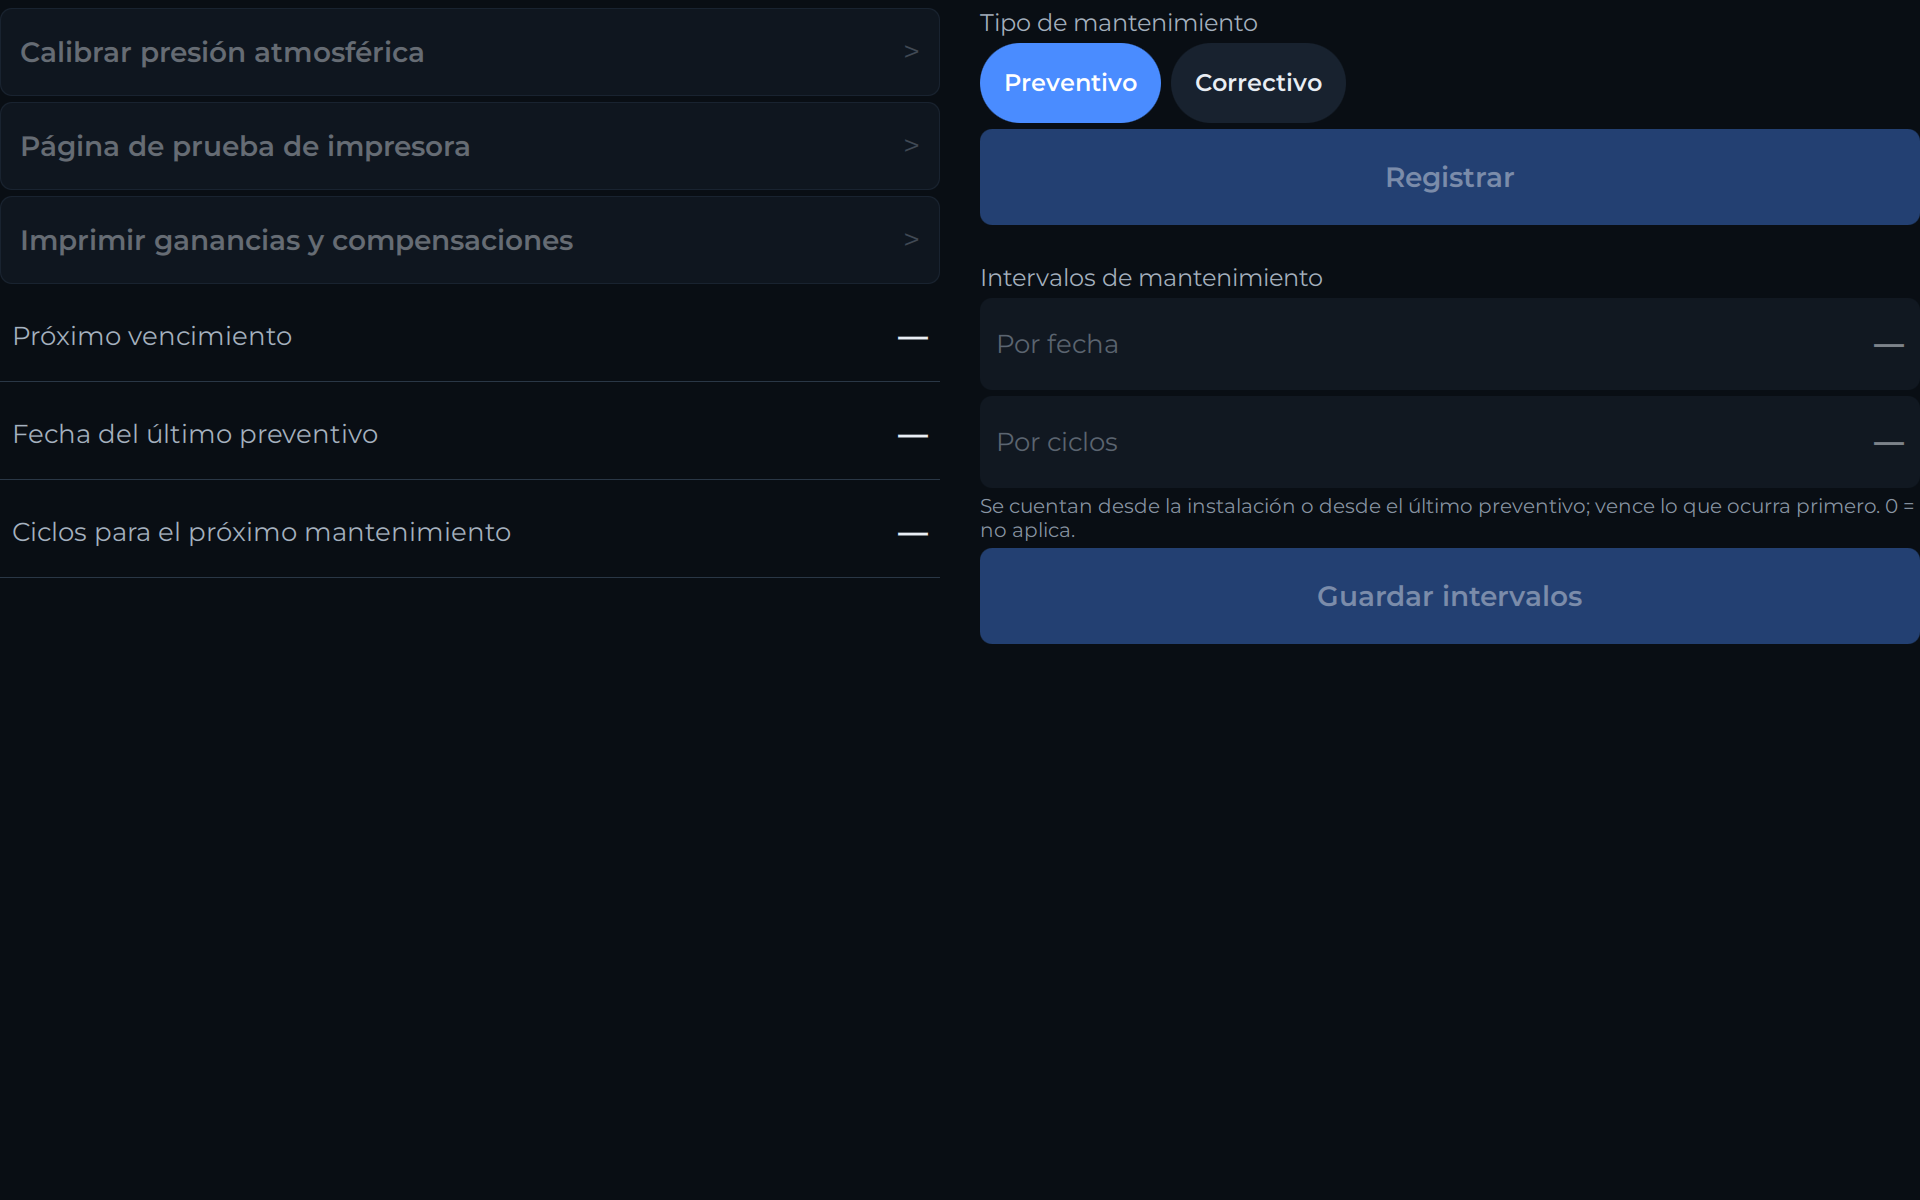 Calibrar presión atmosférica >
Página de prueba de impresora >
Imprimir ganancias y compensaciones >
Próximo vencimiento —
Fecha del último preventivo —
Ciclos para el próximo mantenimiento —
Tipo de mantenimiento
Preventivo Correctivo
Registrar
Intervalos de mantenimiento
Por fecha —
Por ciclos —
Se cuentan desde la instalación o desde el último preventivo; vence lo que ocurra primero. 0 =
no aplica.
Guardar intervalos